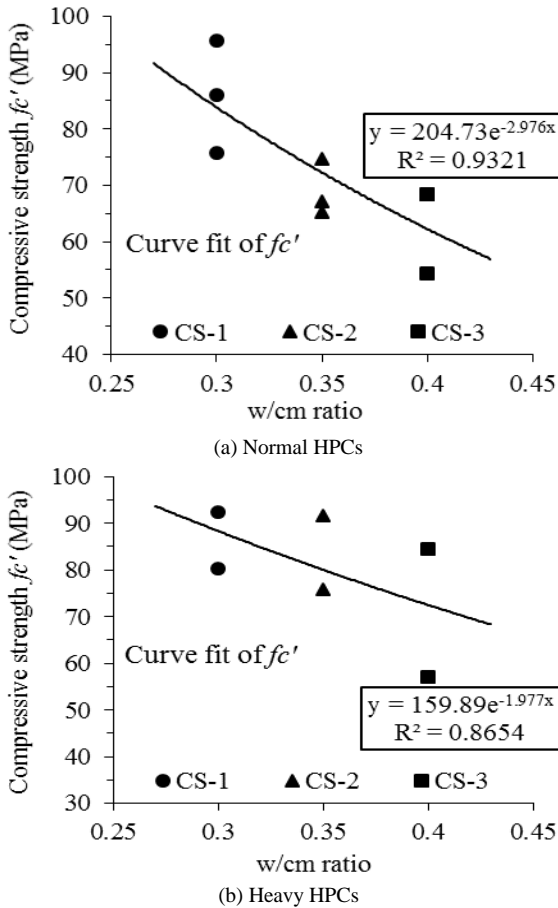 100
90
80
70
60
50
40
Compressive strength fc' (MPa)
y = 204.73e^-2.976x
R² = 0.9321
Curve fit of fc'
CS-1 CS-2 CS-3
0.25 0.3 0.35 0.4 0.45
w/cm ratio
(a) Normal HPCs
100
90
80
70
60
50
40
30
Compressive strength fc' (MPa)
Curve fit of fc'
y = 159.89e^-1.977x
R² = 0.8654
CS-1 CS-2 CS-3
0.25 0.3 0.35 0.4 0.45
w/cm ratio
(b) Heavy HPCs